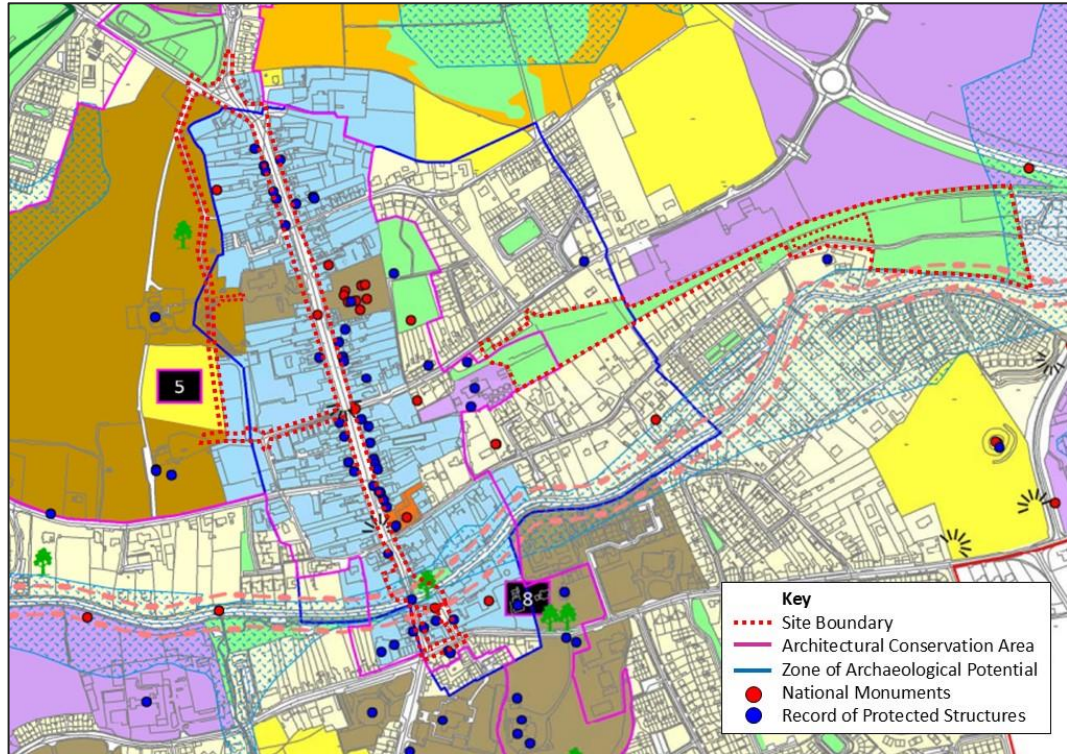 5
8
Key
Site Boundary
Architectural Conservation Area
Zone of Archaeological Potential
National Monuments
Record of Protected Structures